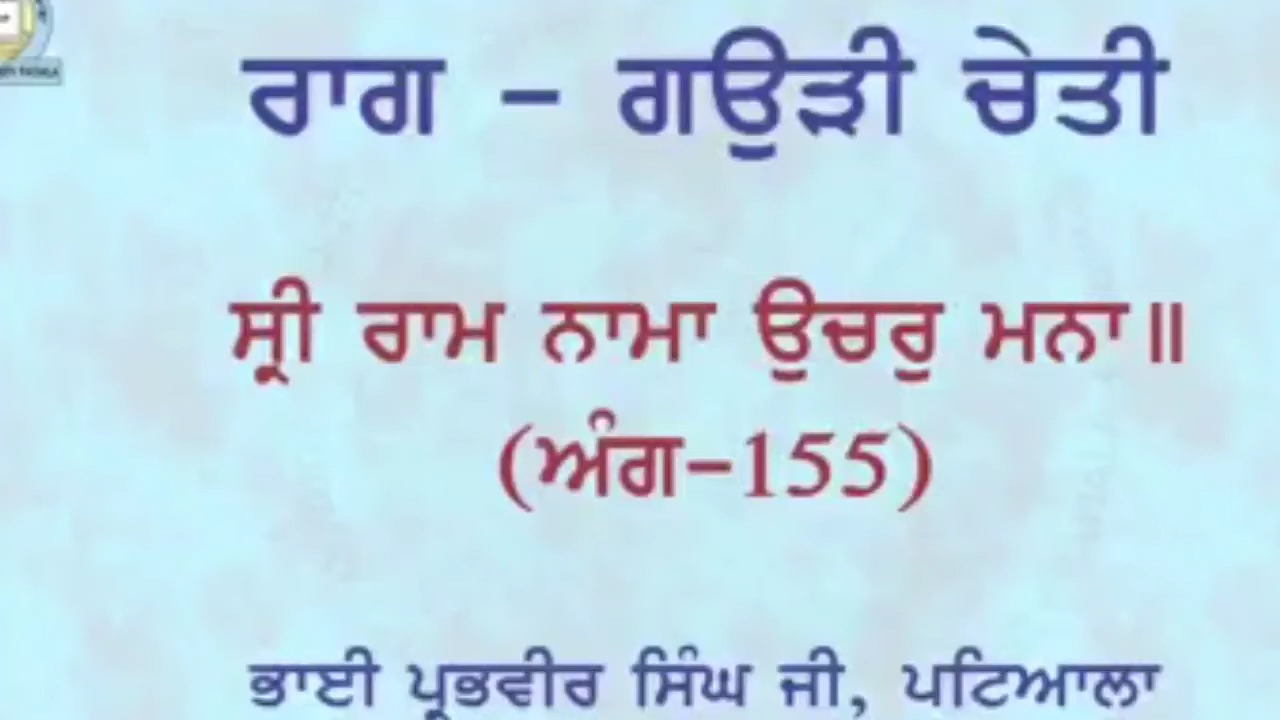 ਰਾਗ - ਗਉੜੀ ਚੇਤੀ
ਸ੍ਰੀ ਰਾਮ ਨਾਮਾ ਉਚਰੁ ਮਨਾ॥
(ਅੰਗ-155)
ਭਾਈ ਪ੍ਰਭਵੀਰ ਸਿੰਘ ਜੀ, ਪਟਿਆਲਾ